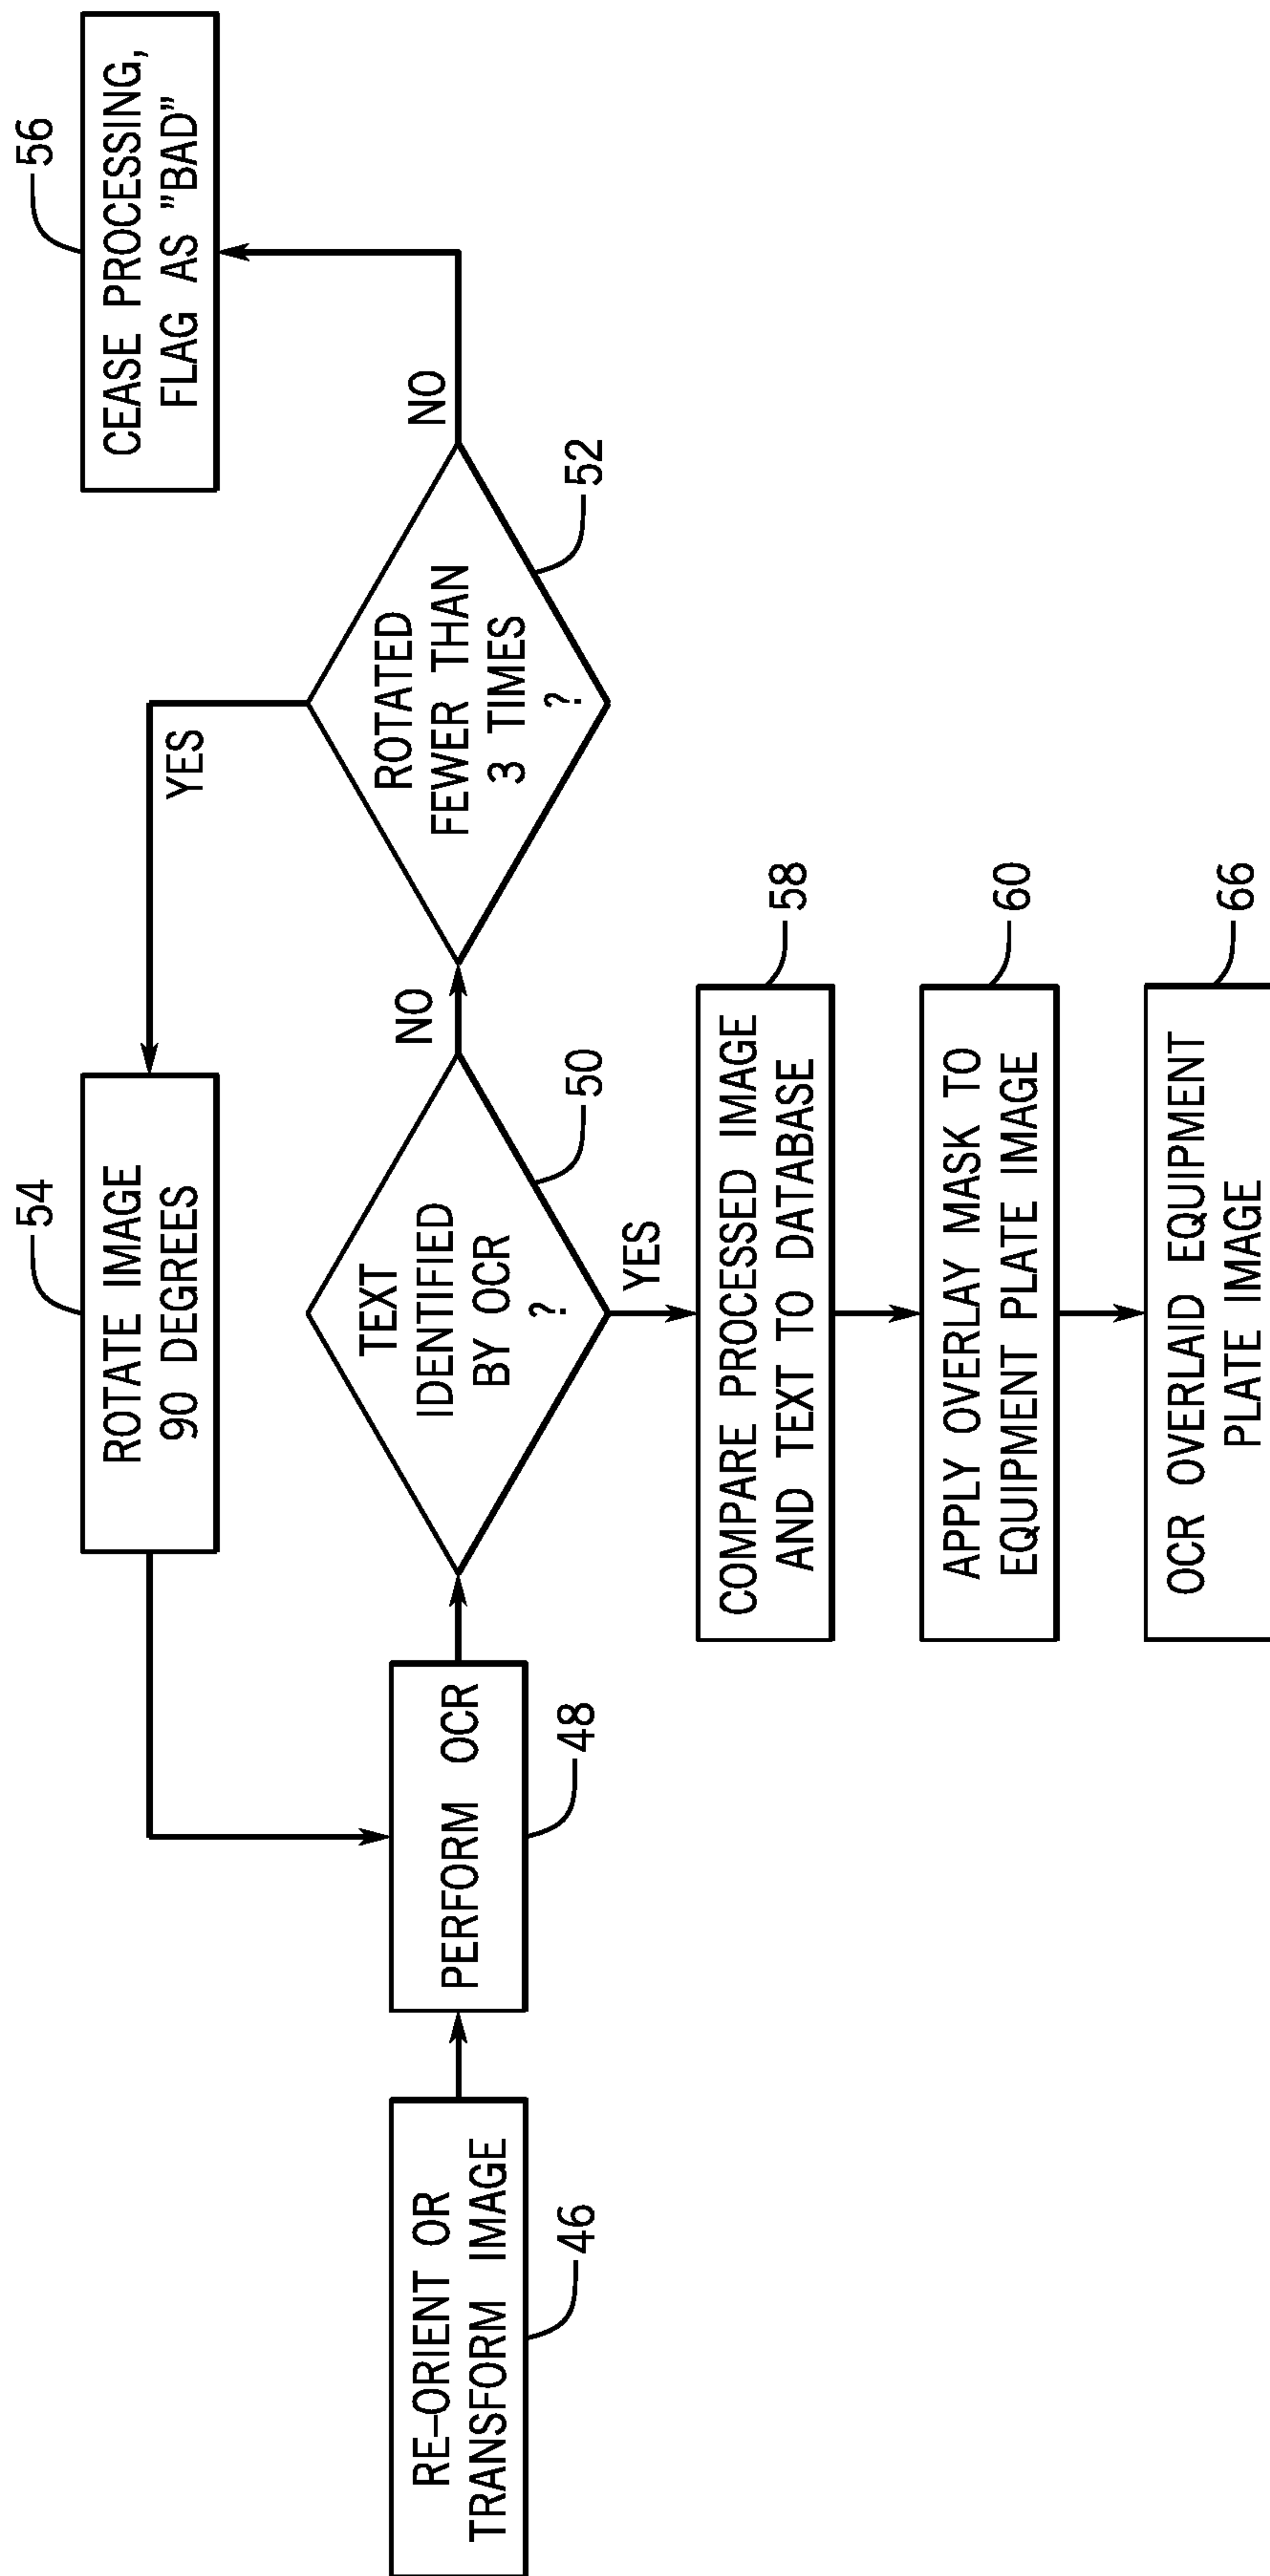 RE-ORIENT OR
TRANSFORM IMAGE
46
PERFORM OCR
48
TEXT
IDENTIFIED
BY OCR
?
50
NO
YES
ROTATED
FEWER THAN
3 TIMES
?
52
YES
NO
ROTATE IMAGE
90 DEGREES
54
CEASE PROCESSING,
FLAG AS "BAD"
56
COMPARE PROCESSED IMAGE
AND TEXT TO DATABASE
58
APPLY OVERLAY MASK TO
EQUIPMENT PLATE IMAGE
60
OCR OVERLAID EQUIPMENT
PLATE IMAGE
66